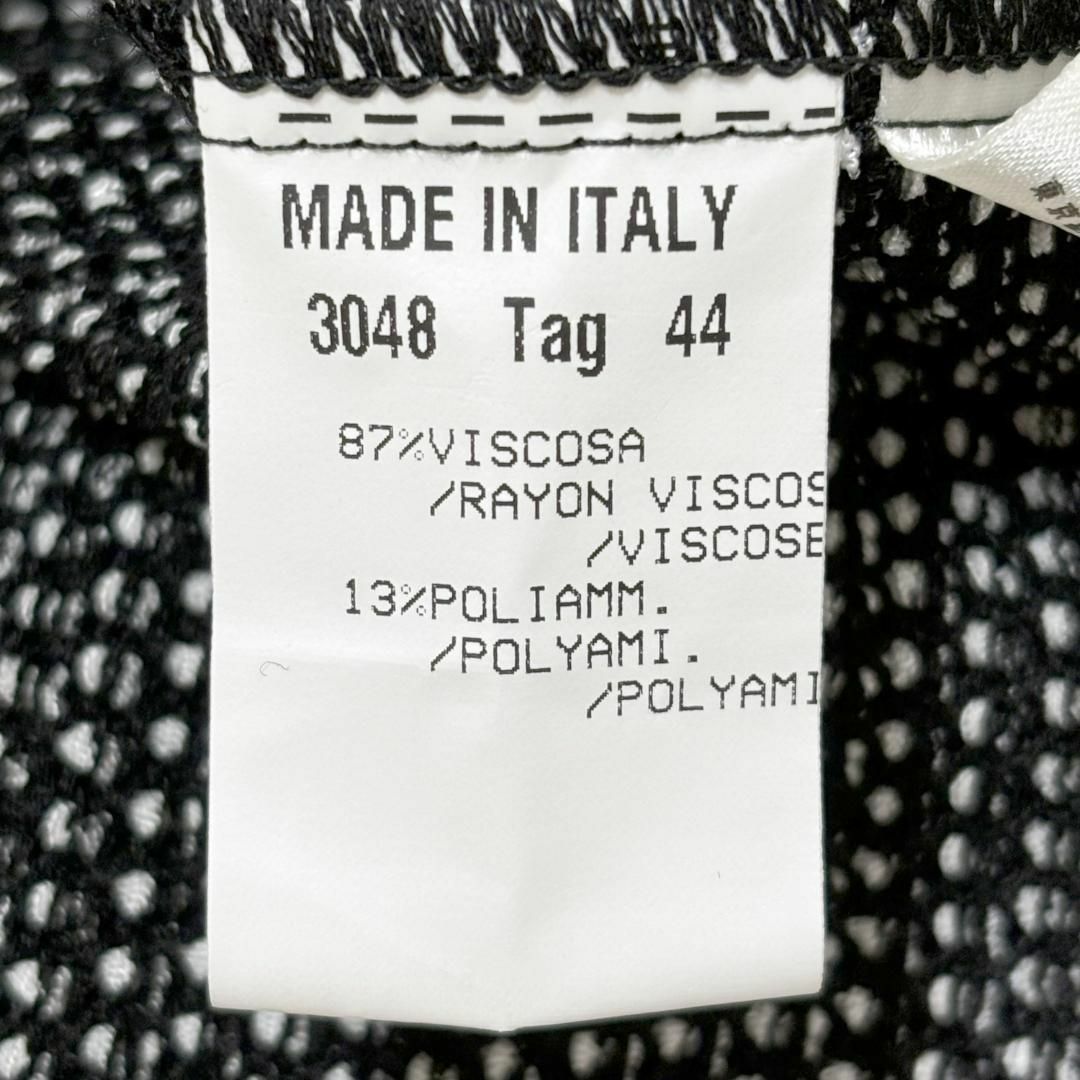 MADE IN ITALY
3048 Tag 44
87%VISCOSA
/RAYON VISCOS
/VISCOSE
13%POLIAMM.
/POLYAMI.
/POLYAMI